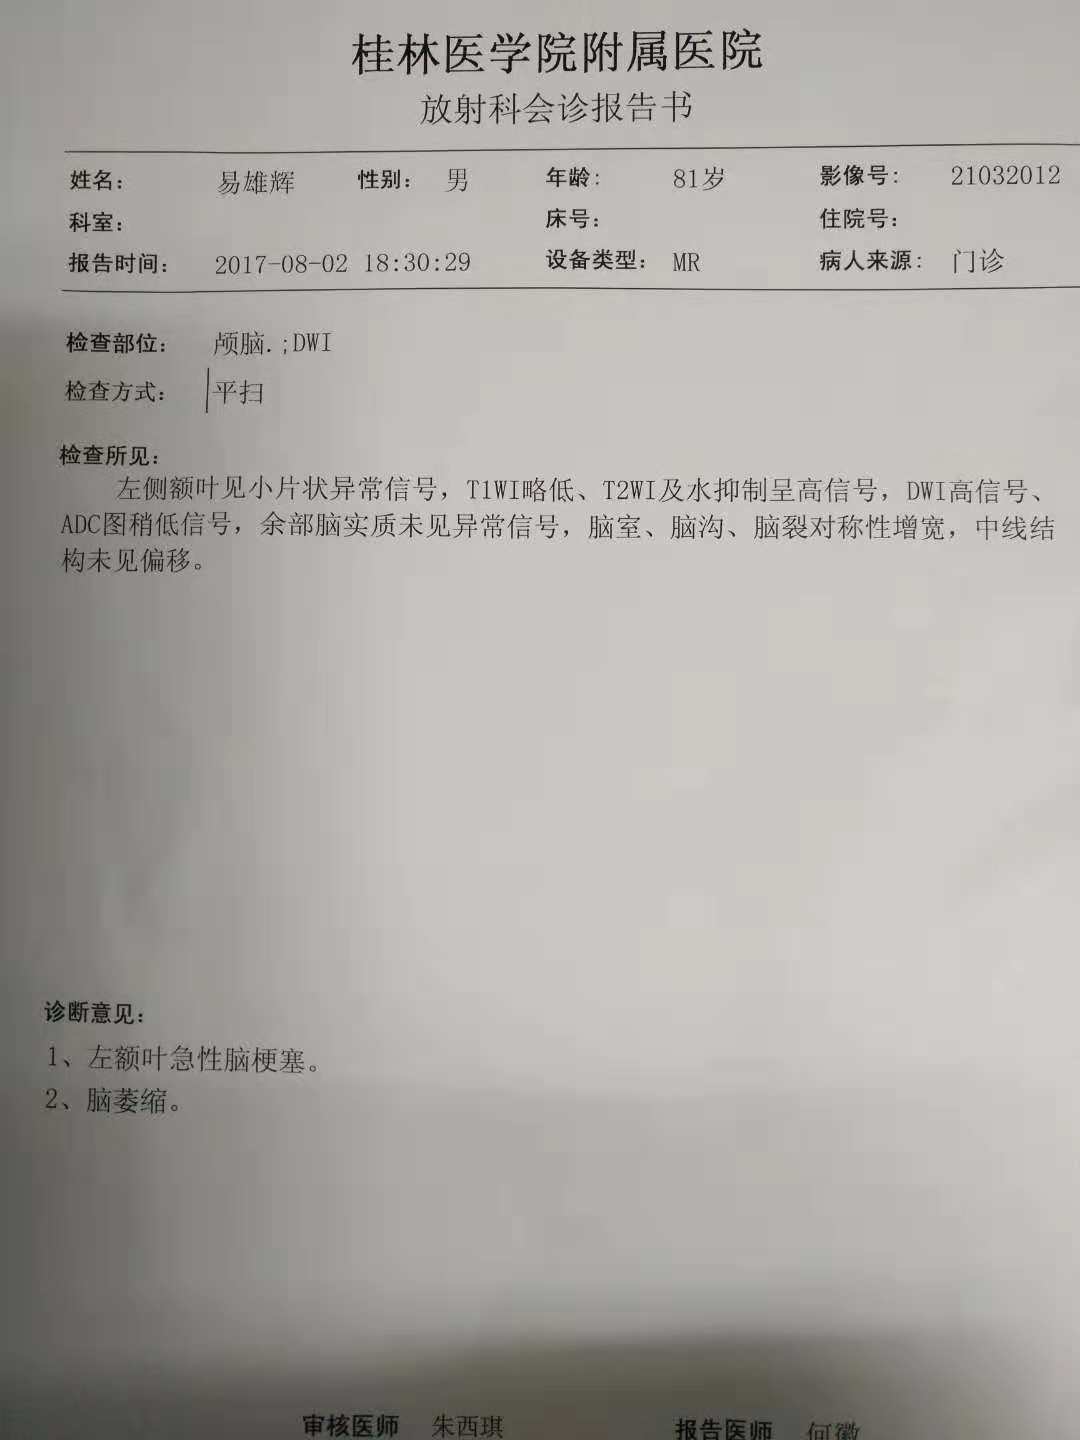 桂林医学院附属医院
放射科会诊报告书
姓名： 易雄辉 性别： 男 年龄： 81岁 影像号： 21032012
科室： 床号： 住院号：
报告时间： 2017-08-02 18:30:29 设备类型： MR 病人来源： 门诊
检查部位： 颅脑.;DWI
检查方式： 平扫
检查所见：
左侧额叶见小片状异常信号，T1WI略低、T2WI及水抑制呈高信号，DWI高信号、
ADC图稍低信号，余部脑实质未见异常信号，脑室、脑沟、脑裂对称性增宽，中线结
构未见偏移。
诊断意见：
1、左额叶急性脑梗塞。
2、脑萎缩。
审核医师 朱西琪 报告医师 何徽